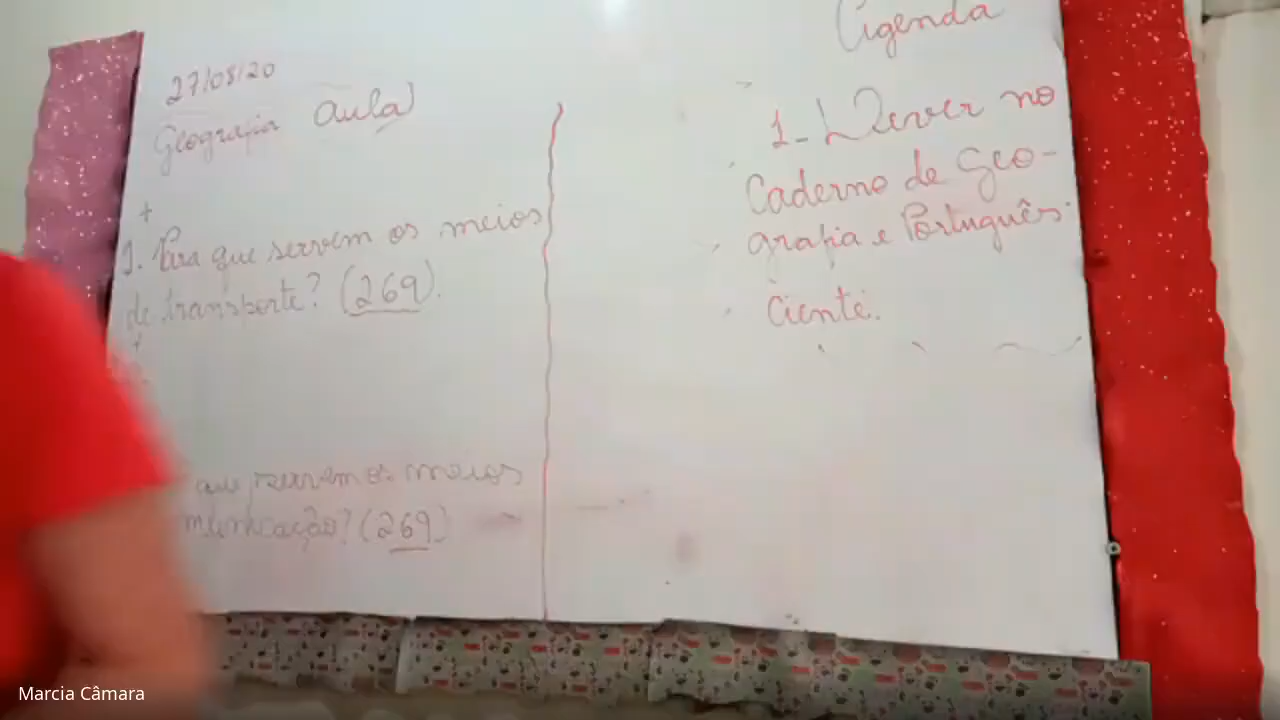 27/08/20
Geografia Aula
1. Para que servem os meios
de transporte? (269).
que servem os meios
municação? (269)
Agenda
1- Dever no
Caderno de Geo-
grafia e Português.
Ciente.
Marcia Câmara